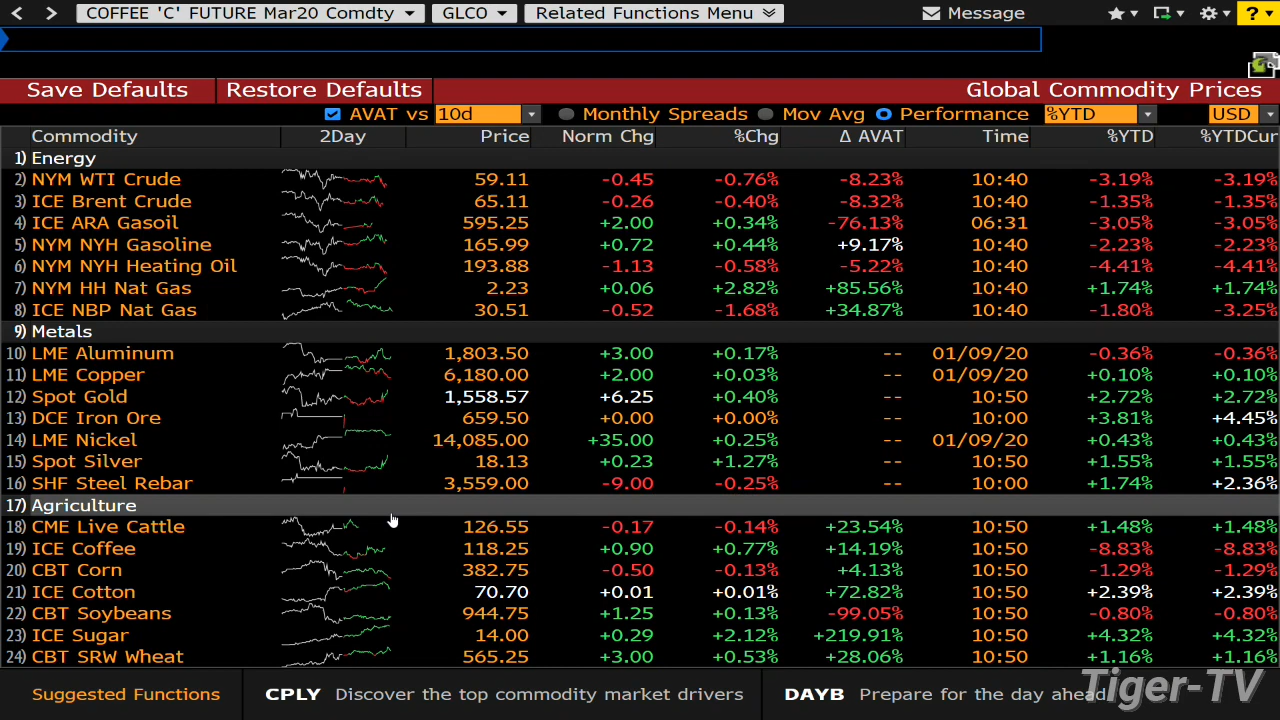 COFFEE 'C' FUTURE Mar20 Comdty GLCO Related Functions Menu Message ?
Save Defaults Restore Defaults Global Commodity Prices
AVAT vs 10d Monthly Spreads Mov Avg Performance %YTD USD
Commodity 2Day Price Norm Chg %Chg Δ AVAT Time %YTD %YTDCur
1) Energy
2) NYM WTI Crude 59.11 -0.45 -0.76% -8.23% 10:40 -3.19% -3.19%
3) ICE Brent Crude 65.11 -0.26 -0.40% -8.32% 10:40 -1.35% -1.35%
4) ICE ARA Gasoil 595.25 +2.00 +0.34% -76.13% 06:31 -3.05% -3.05%
5) NYM NYH Gasoline 165.99 +0.72 +0.44% +9.17% 10:40 -2.23% -2.23%
6) NYM NYH Heating Oil 193.88 -1.13 -0.58% -5.22% 10:40 -4.41% -4.41%
7) NYM HH Nat Gas 2.23 +0.06 +2.82% +85.56% 10:40 +1.74% +1.74%
8) ICE NBP Nat Gas 30.51 -0.52 -1.68% +34.87% 10:40 -1.80% -3.25%
9) Metals
10) LME Aluminum 1,803.50 +3.00 +0.17% -- 01/09/20 -0.36% -0.36%
11) LME Copper 6,180.00 +2.00 +0.03% -- 01/09/20 +0.10% +0.10%
12) Spot Gold 1,558.57 +6.25 +0.40% -- 10:50 +2.72% +2.72%
13) DCE Iron Ore 659.50 +0.00 +0.00% -- 10:00 +3.81% +4.45%
14) LME Nickel 14,085.00 +35.00 +0.25% -- 01/09/20 +0.43% +0.43%
15) Spot Silver 18.13 +0.23 +1.27% -- 10:50 +1.55% +1.55%
16) SHF Steel Rebar 3,559.00 -9.00 -0.25% -- 10:00 +1.74% +2.36%
17) Agriculture
18) CME Live Cattle 126.55 -0.17 -0.14% +23.54% 10:50 +1.48% +1.48%
19) ICE Coffee 118.25 +0.90 +0.77% +14.19% 10:50 -8.83% -8.83%
20) CBT Corn 382.75 -0.50 -0.13% +4.13% 10:50 -1.29% -1.29%
21) ICE Cotton 70.70 +0.01 +0.01% +72.82% 10:50 +2.39% +2.39%
22) CBT Soybeans 944.75 +1.25 +0.13% -99.05% 10:50 -0.80% -0.80%
23) ICE Sugar 14.00 +0.29 +2.12% +219.91% 10:50 +4.32% +4.32%
24) CBT SRW Wheat 565.25 +3.00 +0.53% +28.06% 10:50 +1.16% +1.16%
Suggested Functions CPLY Discover the top commodity market drivers DAYB Prepare for the day ahead
Tiger-TV